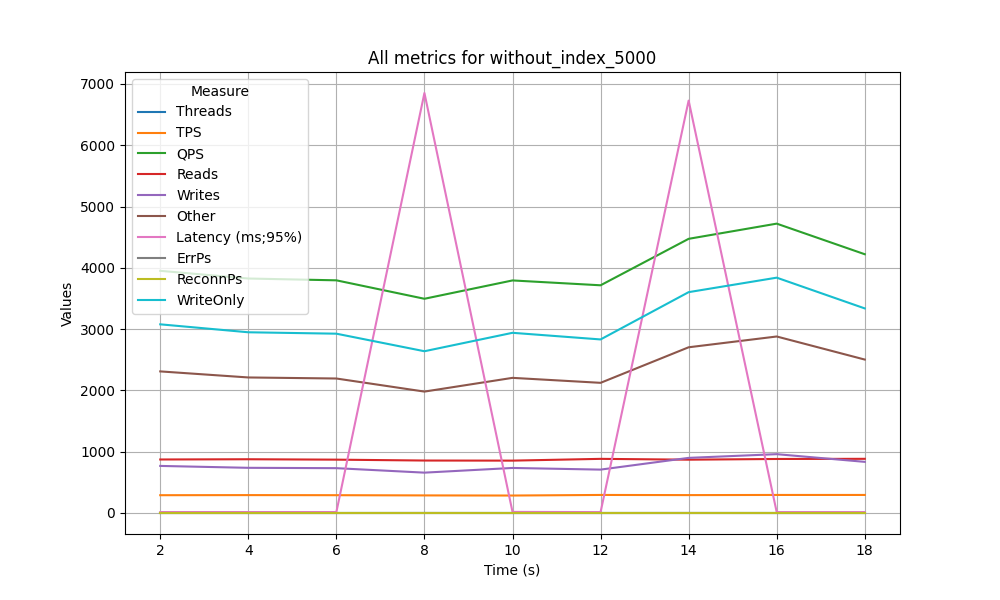 All metrics for without_index_5000
7000
6000
5000
4000
3000
2000
1000
0
Values
Measure
Threads
TPS
QPS
Reads
Writes
Other
Latency (ms;95%)
ErrPs
ReconnPs
WriteOnly
2 4 6 8 10 12 14 16 18
Time (s)